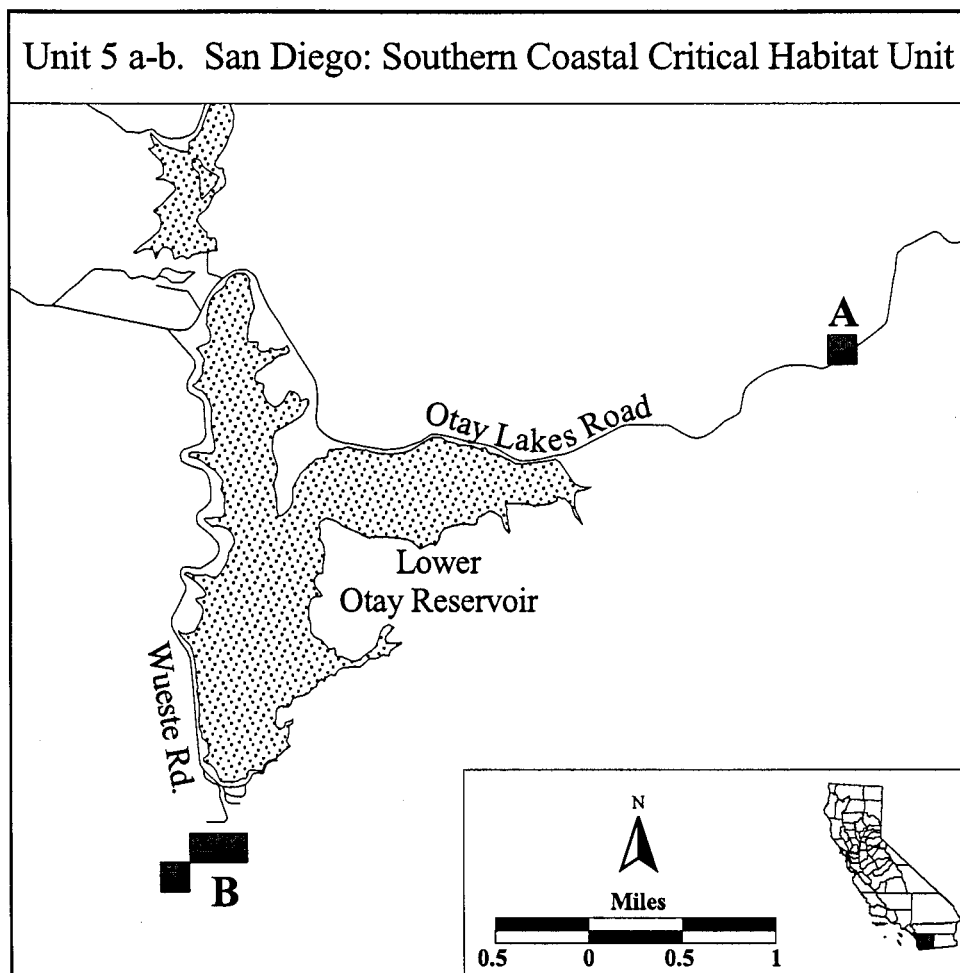 Unit 5 a-b. San Diego: Southern Coastal Critical Habitat Unit
A
Otay Lakes Road
Lower
Otay Reservoir
Wueste Rd.
B
N
Miles
0.5 0 0.5 1